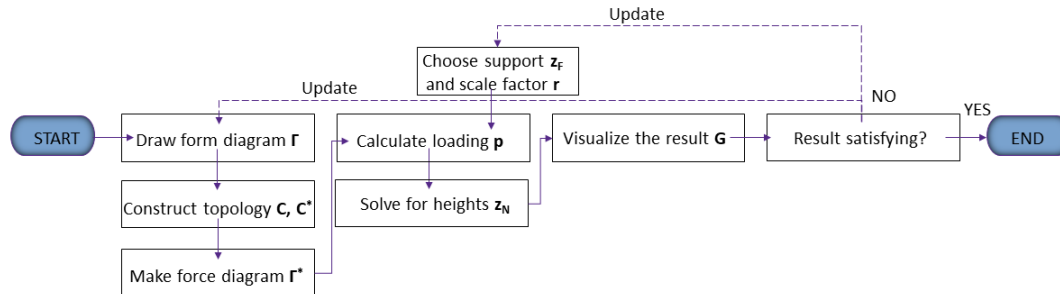 Update
Choose support z_F
and scale factor r
Update
NO
YES
START
Draw form diagram Γ
Calculate loading p
Visualize the result G
Result satisfying?
END
Construct topology C, C*
Solve for heights z_N
Make force diagram Γ*